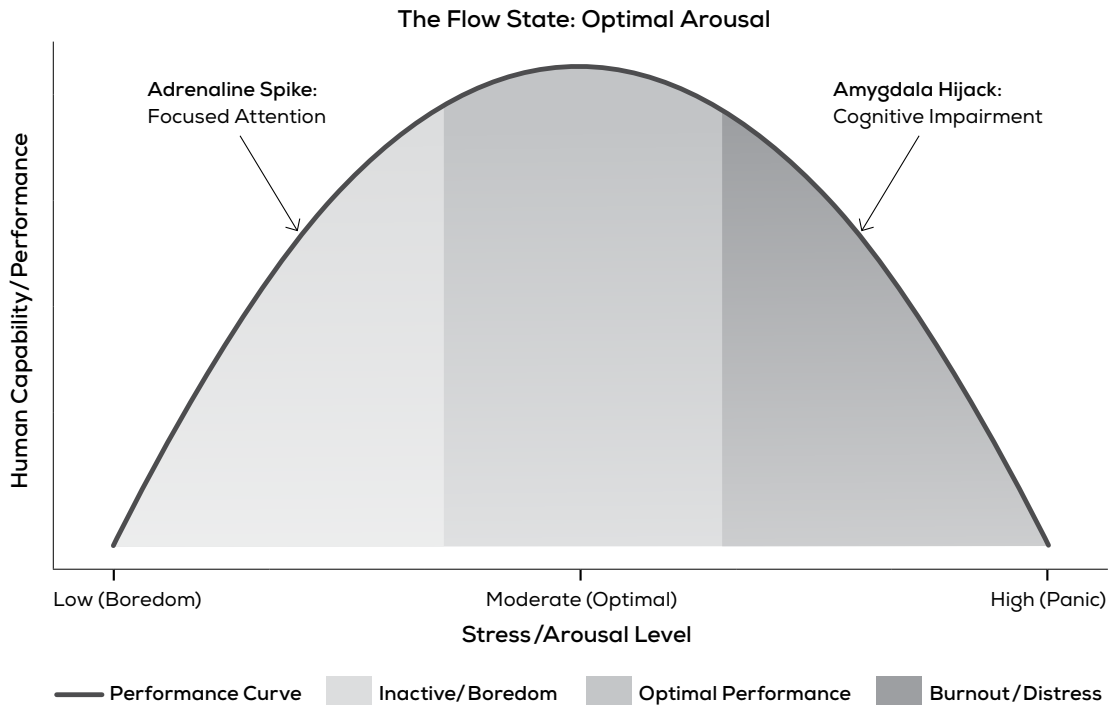 The Flow State: Optimal Arousal
Adrenaline Spike:
Focused Attention
Amygdala Hijack:
Cognitive Impairment
Human Capability/Performance
Low (Boredom)
Moderate (Optimal)
High (Panic)
Stress/Arousal Level
Performance Curve
Inactive/Boredom
Optimal Performance
Burnout/Distress